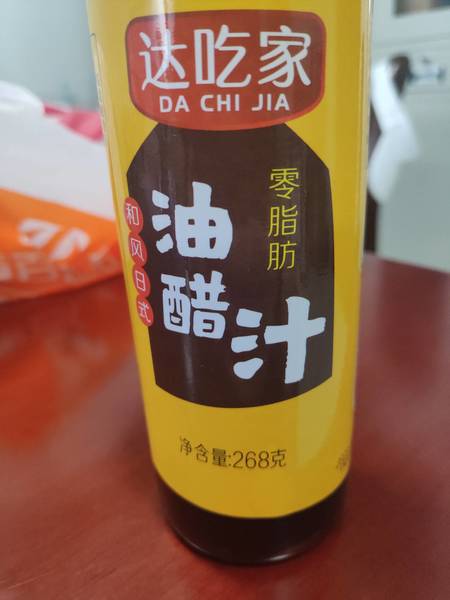 达吃家
DA CHI JIA
零脂肪
和风日式
油醋汁
净含量:268克